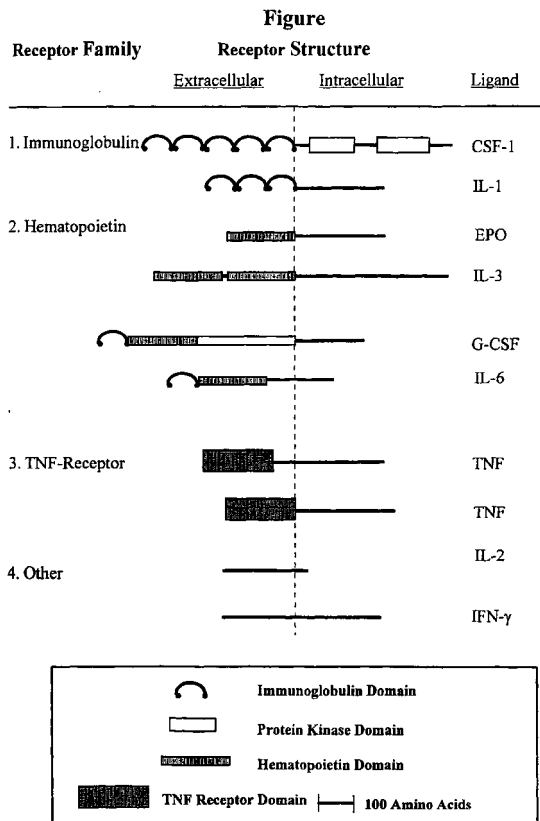 Figure
Receptor Family Receptor Structure
Extracellular Intracellular Ligand
1. Immunoglobulin CSF-1
IL-1
2. Hematopoietin EPO
IL-3
G-CSF
IL-6
3. TNF-Receptor TNF
TNF
IL-2
4. Other
IFN-γ
Immunoglobulin Domain
Protein Kinase Domain
Hematopoietin Domain
TNF Receptor Domain 100 Amino Acids